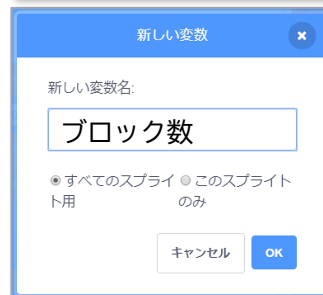 新しい変数
新しい変数名:
ブロック数
すべてのスプライト用
このスプライトのみ
キャンセル OK